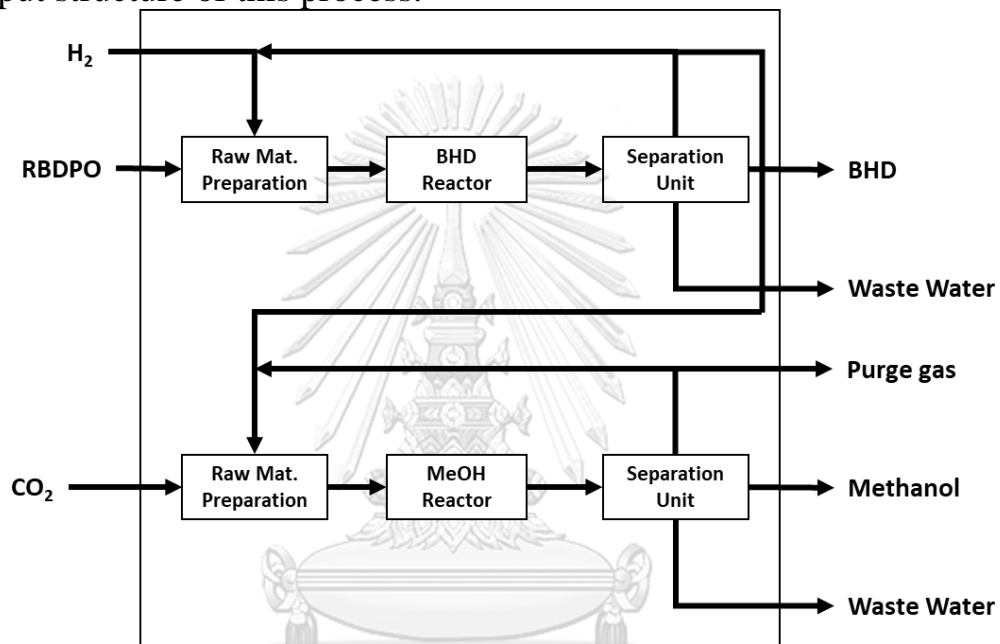 put structure of this process.
H₂
RBDPO
Raw Mat.
Preparation
BHD
Reactor
Separation
Unit
BHD
Waste Water
Purge gas
CO₂
Raw Mat.
Preparation
MeOH
Reactor
Separation
Unit
Methanol
Waste Water